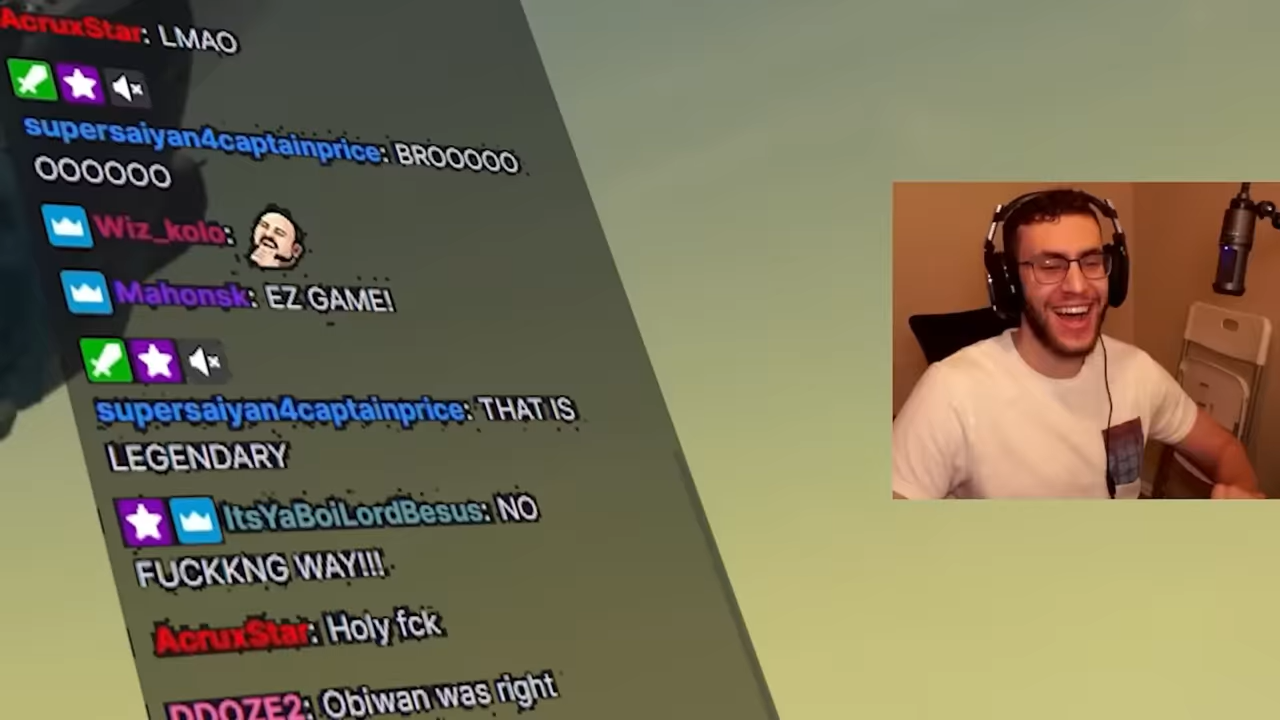 AcruxStar: LMAO
supersaiyan4captainprice: BROOOOO
OOOOOO
Wiz_kolo:
Mahonsk: EZ GAME!
supersaiyan4captainprice: THAT IS
LEGENDARY
ItsYaBoiLordBesus: NO
FUCKKNG WAY!!!
AcruxStar: Holy fck
DDOZE2: Obiwan was right